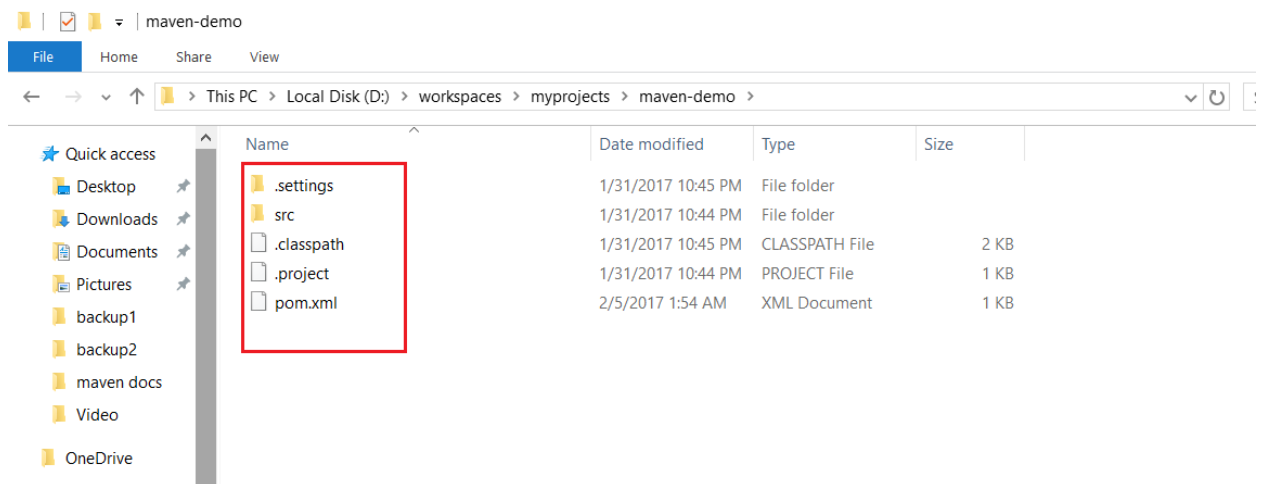 maven-demo
File Home Share View
This PC > Local Disk (D:) > workspaces > myprojects > maven-demo >
Name Date modified Type Size
Quick access
Desktop
Downloads
Documents
Pictures
backup1
backup2
maven docs
Video
OneDrive
.settings 1/31/2017 10:45 PM File folder
src 1/31/2017 10:44 PM File folder
.classpath 1/31/2017 10:45 PM CLASSPATH File 2 KB
.project 1/31/2017 10:44 PM PROJECT File 1 KB
pom.xml 2/5/2017 1:54 AM XML Document 1 KB